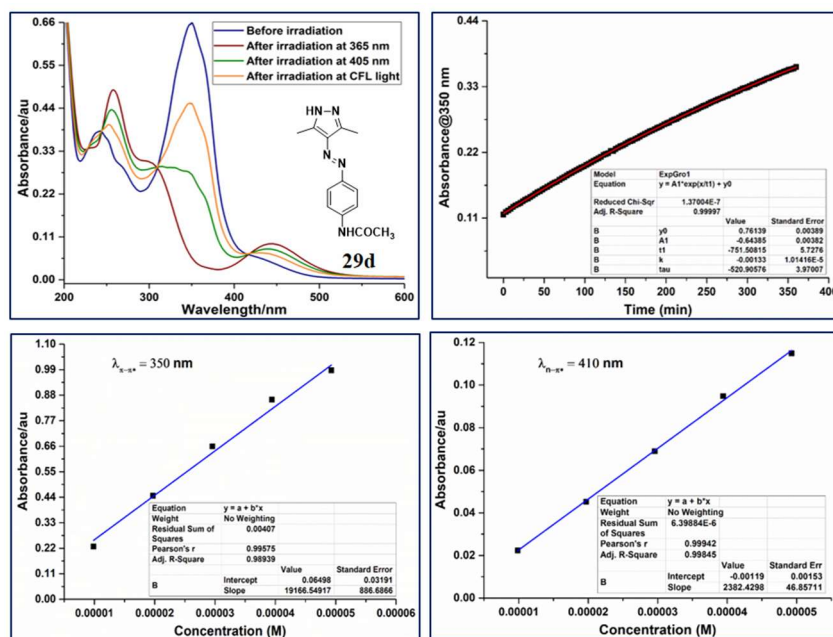 0.66
0.55
0.44
0.33
0.22
0.11
0.00
Absorbance/au
Before irradiation
After irradiation at 365 nm
After irradiation at 405 nm
After irradiation at CFL light
HN
N
CH₃
H₃C
N
N
NHCOCH₃
29d
200 300 400 500 600
Wavelength/nm
0.44
0.33
0.22
0.11
Absorbance@350 nm
Model ExpGro1
Equation y = A1*exp(x/t1) + y0
Reduced Chi-Sqr 1.37004E-7
Adj. R-Square 0.99997
Value Standard Error
B y0 0.76139 0.00389
B A1 -0.64385 0.00382
B t1 -751.50815 5.7276
B k -0.00133 1.01416E-5
B tau -520.90576 3.97007
0 50 100 150 200 250 300 350 400
Time (min)
1.10
0.99
0.88
0.77
0.66
0.55
0.44
0.33
0.22
0.11
0.00
Absorbance/au
λπ-π* = 350 nm
Equation y = a + b*x
Weight No Weighting
Residual Sum of Squares 0.00407
Pearson's r 0.99575
Adj. R-Square 0.98939
Value Standard Error
B Intercept 0.06498 0.03191
Slope 19166.54917 886.6866
0.00001 0.00002 0.00003 0.00004 0.00005 0.00006
Concentration (M)
0.12
0.10
0.08
0.06
0.04
0.02
0.00
Absorbance/au
λn-π* = 410 nm
Equation y = a + b*x
Weight No Weighting
Residual Sum of Squares 6.39884E-6
Pearson's r 0.99942
Adj. R-Square 0.99845
Value Standard Err
B Intercept -0.00119 0.00153
Slope 2382.4298 46.85711
0.00001 0.00002 0.00003 0.00004 0.00005
Concentration (M)